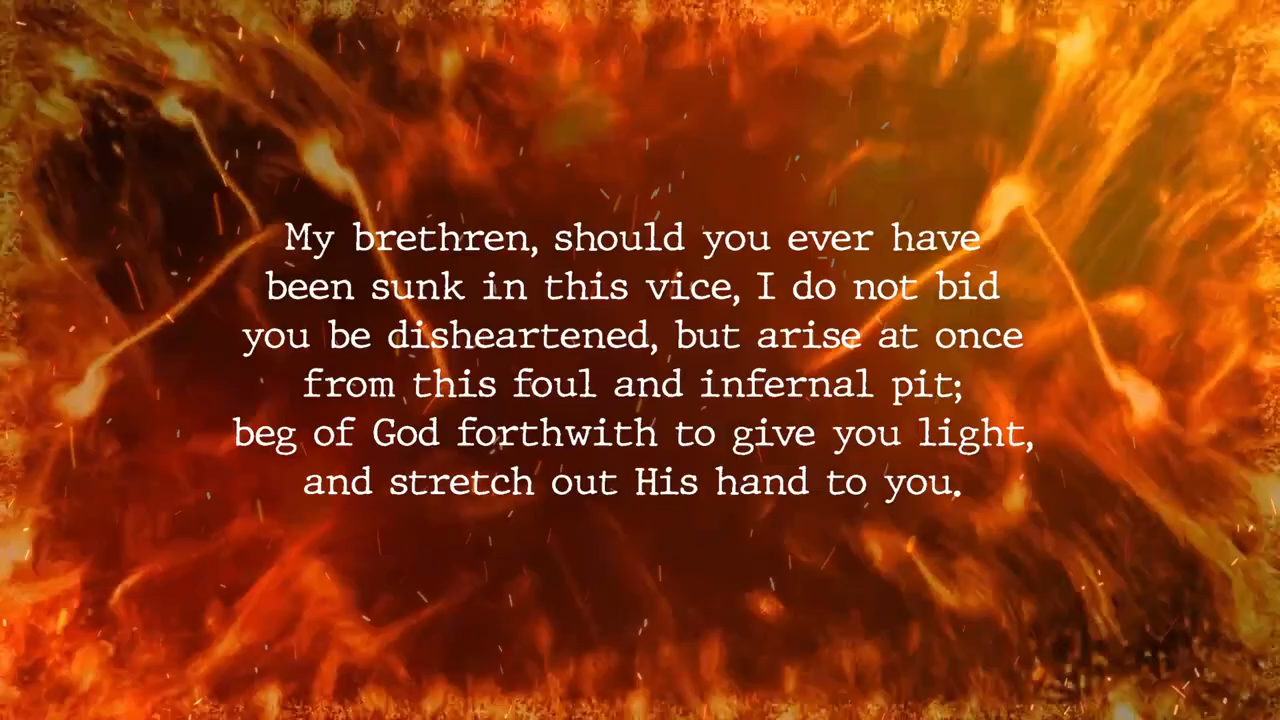 My brethren, should you ever have
been sunk in this vice, I do not bid
you be disheartened, but arise at once
from this foul and infernal pit;
beg of God forthwith to give you light,
and stretch out His hand to you.